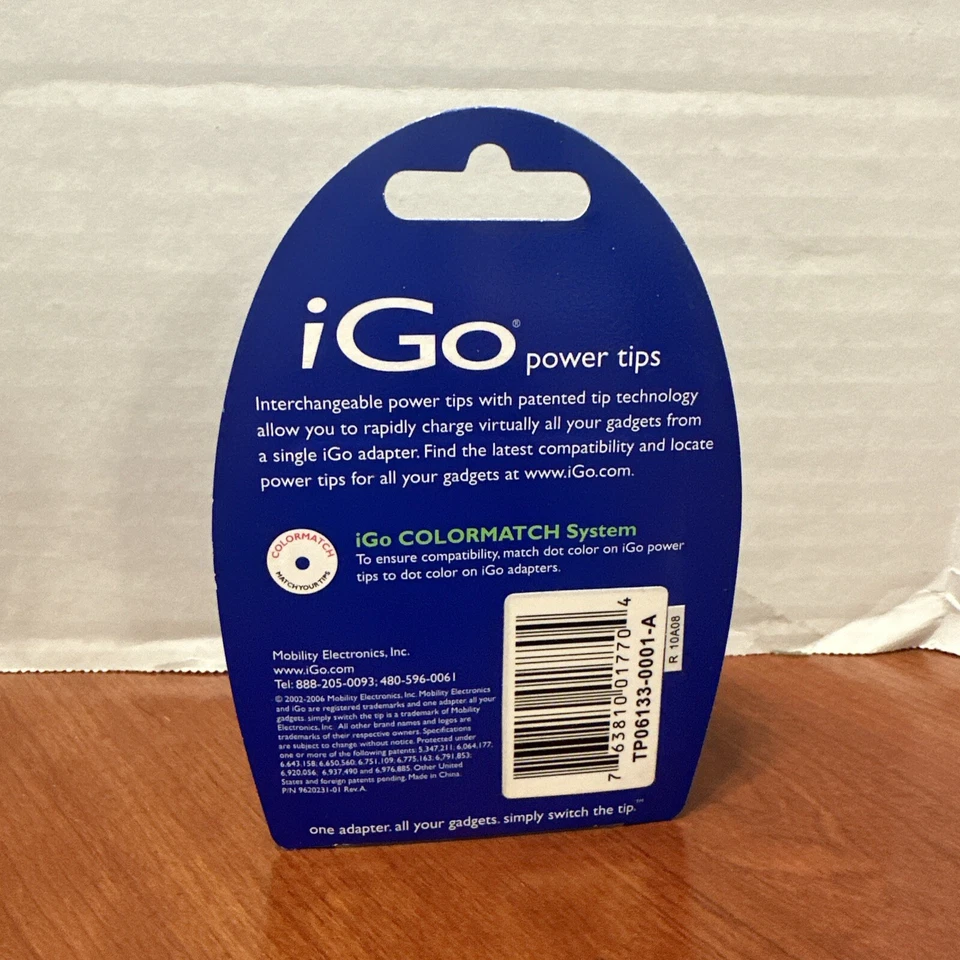 iGo® power tips
Interchangeable power tips with patented tip technology
allow you to rapidly charge virtually all your gadgets from
a single iGo adapter. Find the latest compatibility and locate
power tips for all your gadgets at www.iGo.com.
COLORMATCH
MATCHYOURTIPS
iGo COLORMATCH System
To ensure compatibility, match dot color on iGo power
tips to dot color on iGo adapters.
Mobility Electronics, Inc.
www.iGo.com
Tel: 888-205-0093; 480-596-0061
© 2002-2006 Mobility Electronics, Inc. Mobility Electronics
and iGo are registered trademarks and one adapter. all your
gadgets. simply switch the tip is a trademark of Mobility
Electronics, Inc. All other brand names and logos are
trademarks of their respective owners. Specifications
are subject to change without notice. Protected under
one or more of the following patents: 5,347,211; 6,064,177;
6,643,158; 6,650,560; 6,751,109; 6,775,163; 6,791,853;
6,920,056; 6,937,490 and 6,976,885. Other United
States and foreign patents pending. Made in China.
P/N 9620231-01 Rev.A
7 63810 01770 4
TP06133-0001-A
R 10A08
one adapter. all your gadgets. simply switch the tip.™